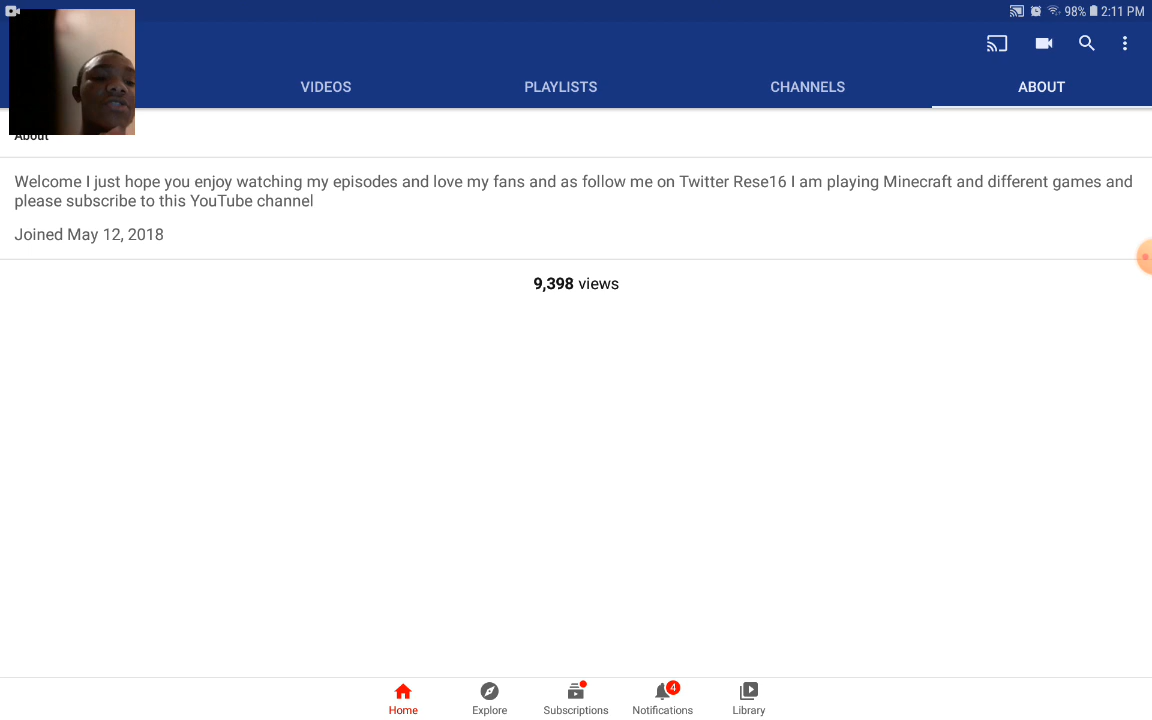 98% 2:11 PM
VIDEOS PLAYLISTS CHANNELS ABOUT
About
Welcome I just hope you enjoy watching my episodes and love my fans and as follow me on Twitter Rese16 I am playing Minecraft and different games and
please subscribe to this YouTube channel
Joined May 12, 2018
9,398 views
4
Home Explore Subscriptions Notifications Library